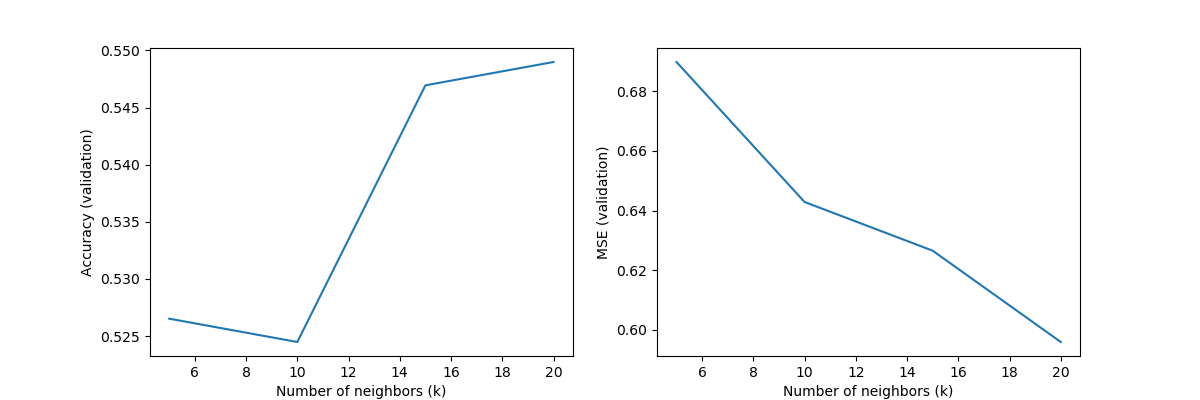 0.550
0.545
0.540
0.535
0.530
0.525
Accuracy (validation)
6 8 10 12 14 16 18 20
Number of neighbors (k)
0.68
0.66
0.64
0.62
0.60
MSE (validation)
6 8 10 12 14 16 18 20
Number of neighbors (k)